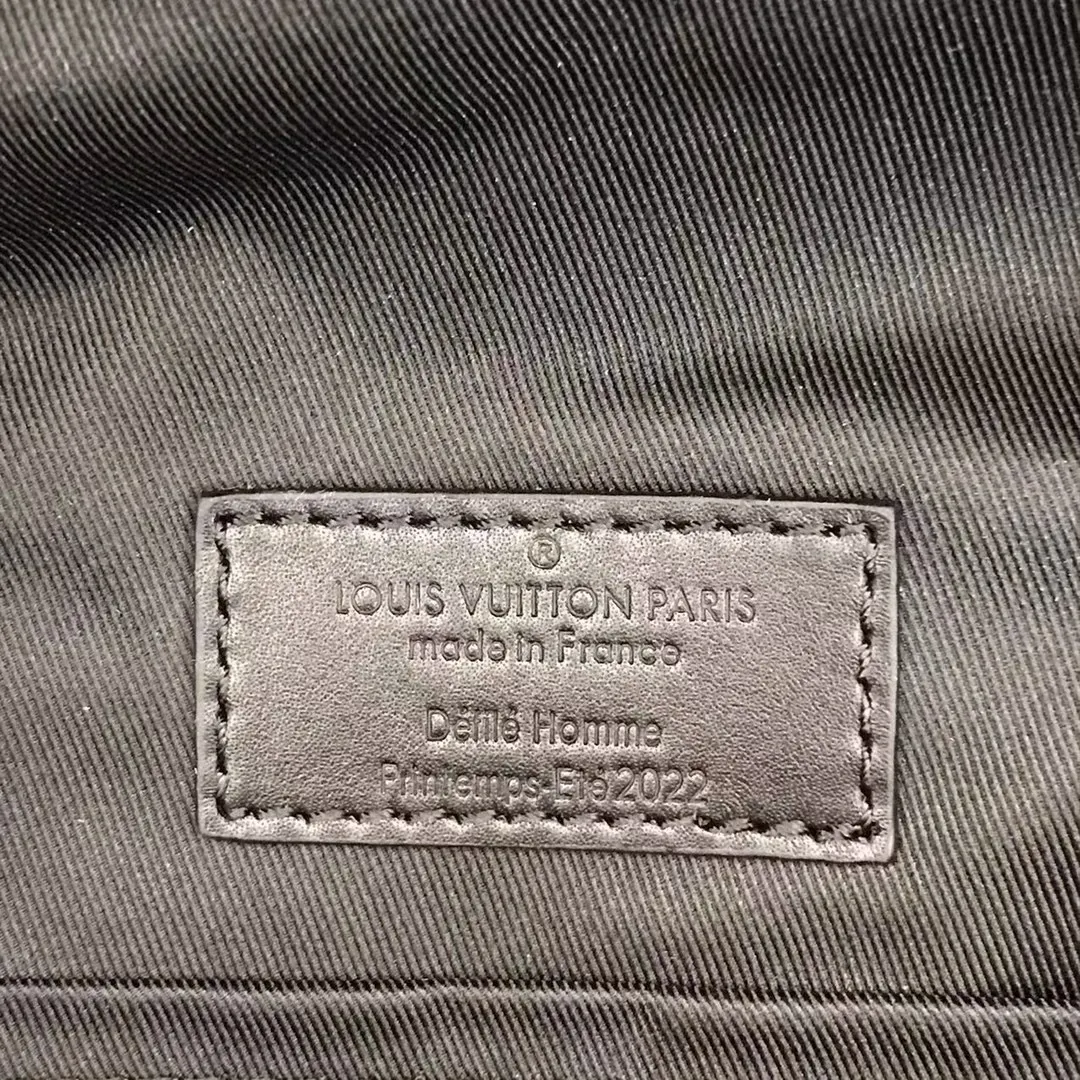 ®
LOUIS VUITTON PARIS
made in France
Défilé Homme
Printemps-Eté 2022